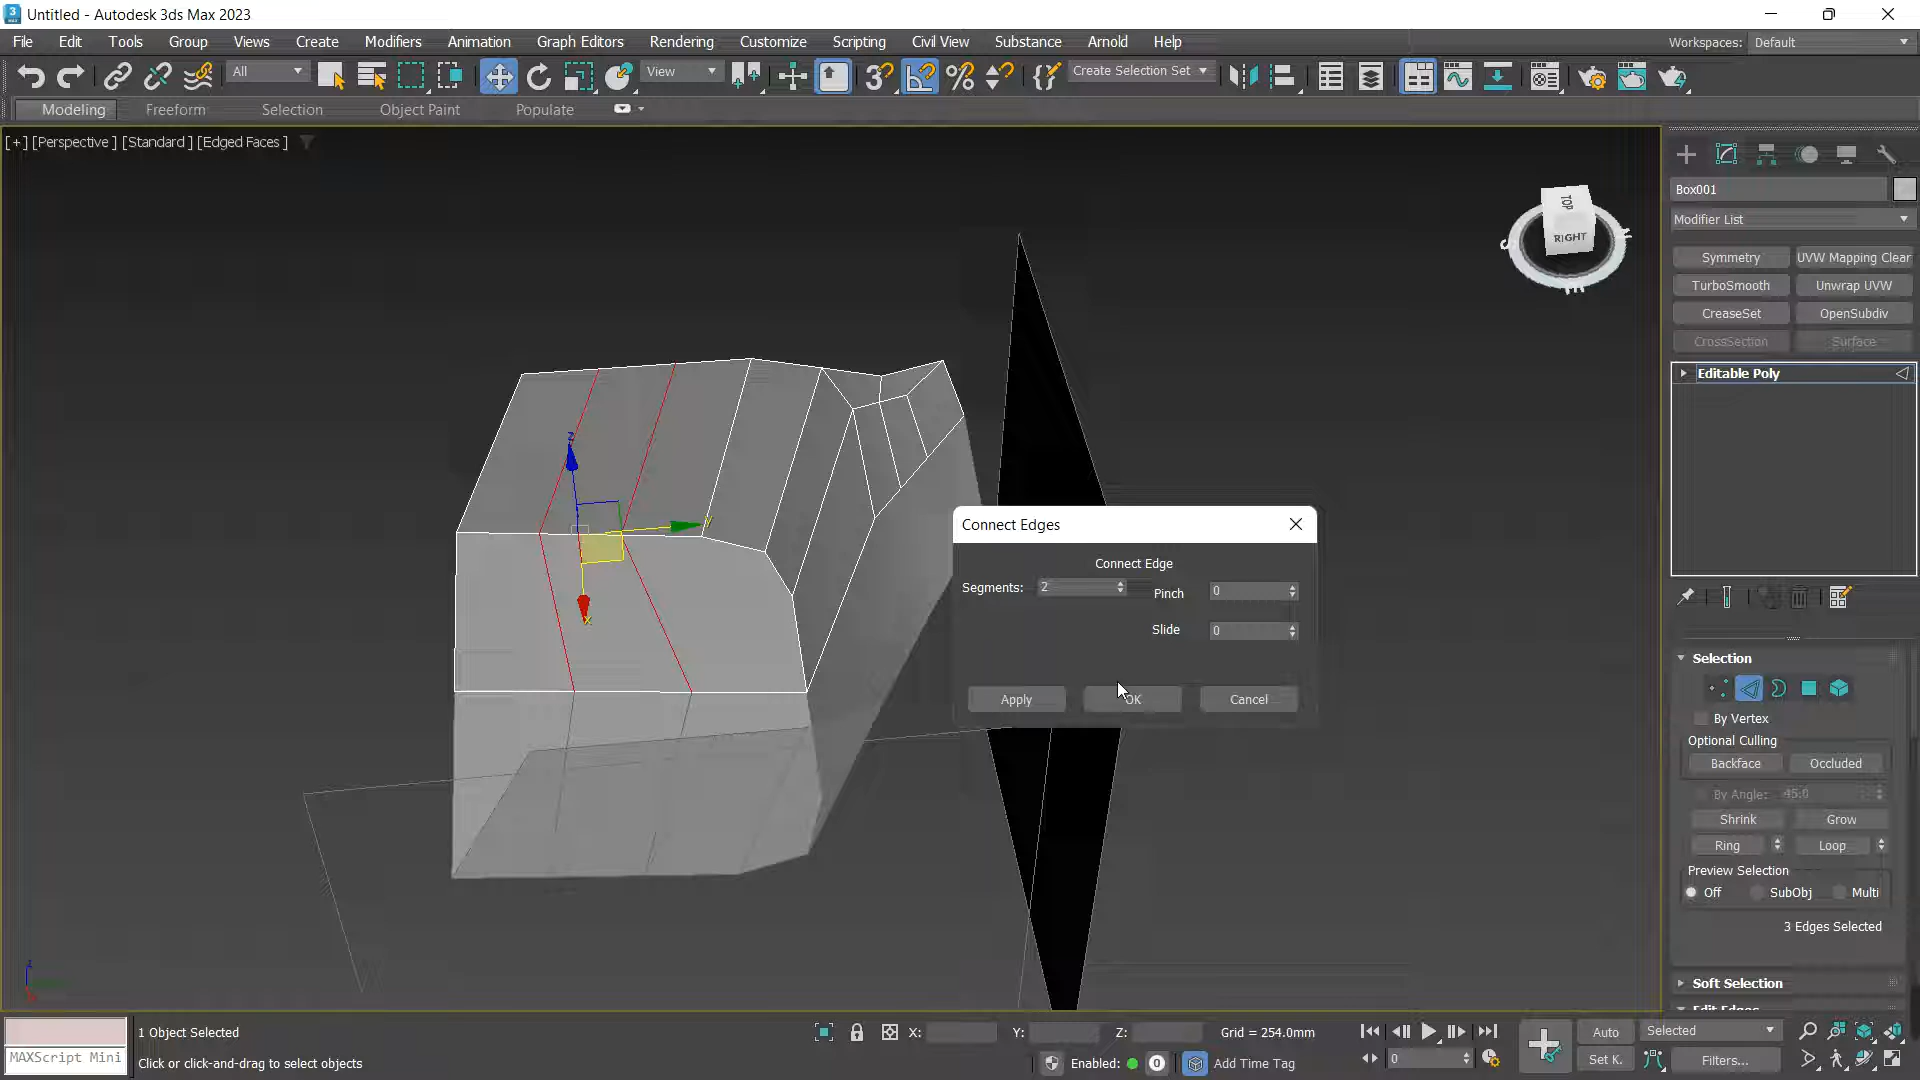 Untitled - Autodesk 3ds Max 2023
File Edit Tools Group Views Create Modifiers Animation Graph Editors Rendering Customize Scripting Civil View Substance Arnold Help
Workspaces: Default
All View Create Selection Set
Modeling Freeform Selection Object Paint Populate
[+] [Perspective ] [Standard ] [Edged Faces ]
TOP
RIGHT
Box001
Modifier List
Symmetry UVW Mapping Clear
TurboSmooth Unwrap UVW
CreaseSet OpenSubdiv
CrossSection Surface
Editable Poly
z
y
x
Connect Edges
Connect Edge
Segments: 2 Pinch 0
Slide 0
Apply OK Cancel
Selection
By Vertex
Optional Culling
Backface Occluded
By Angle: 45.0
Shrink Grow
Ring Loop
Preview Selection
Off SubObj Multi
3 Edges Selected
Soft Selection
Edit Edges
z
MAXScript Mini
1 Object Selected
Click or click-and-drag to select objects
X: Y: Z: Grid = 254.0mm
Enabled: 0 Add Time Tag
0
Auto Selected
Set K. Filters...